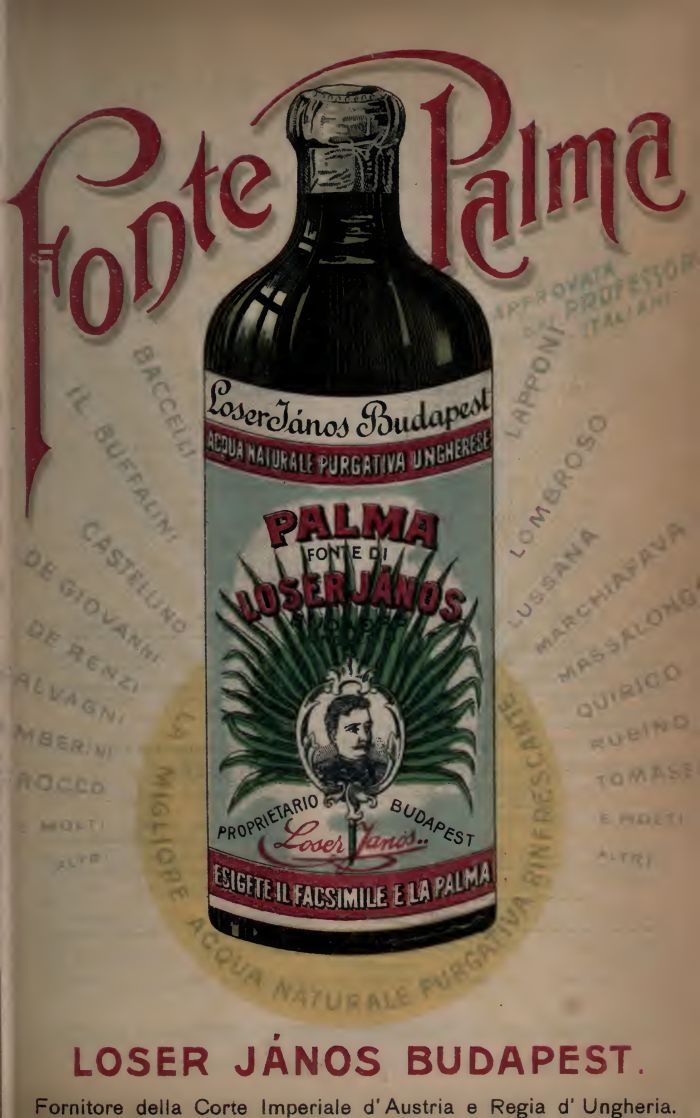 Fonte Palma
APPROVATA
DAI PROFESSORI
ITALIANI
BACCELLI
IL BUFFALINI
CASTELLINO
DE GIOVANNI
DE RENZI
ALVAGNI
MBERINI
ROCCO
E MOLTI
ALTRI
LAPPONI
LOMBROSO
LUSSANA
MARCHIAFAVA
MASSALONGO
QUIRICO
RUBINO
TOMASE
E MOLTI
ALTRI
Loser János Budapest
ACQUA NATURALE PURGATIVA UNGHERESE
PALMA
FONTE DI
LOSER JÁNOS
PROPRIETARIO BUDAPEST
Loser János..
ESIGETE IL FACSIMILE E LA PALMA
LA MIGLIORE ACQUA NATURALE PURGATIVA RINFRESCANTE
LOSER JÁNOS BUDAPEST.
Fornitore della Corte Imperiale d'Austria e Regia d'Ungheria.